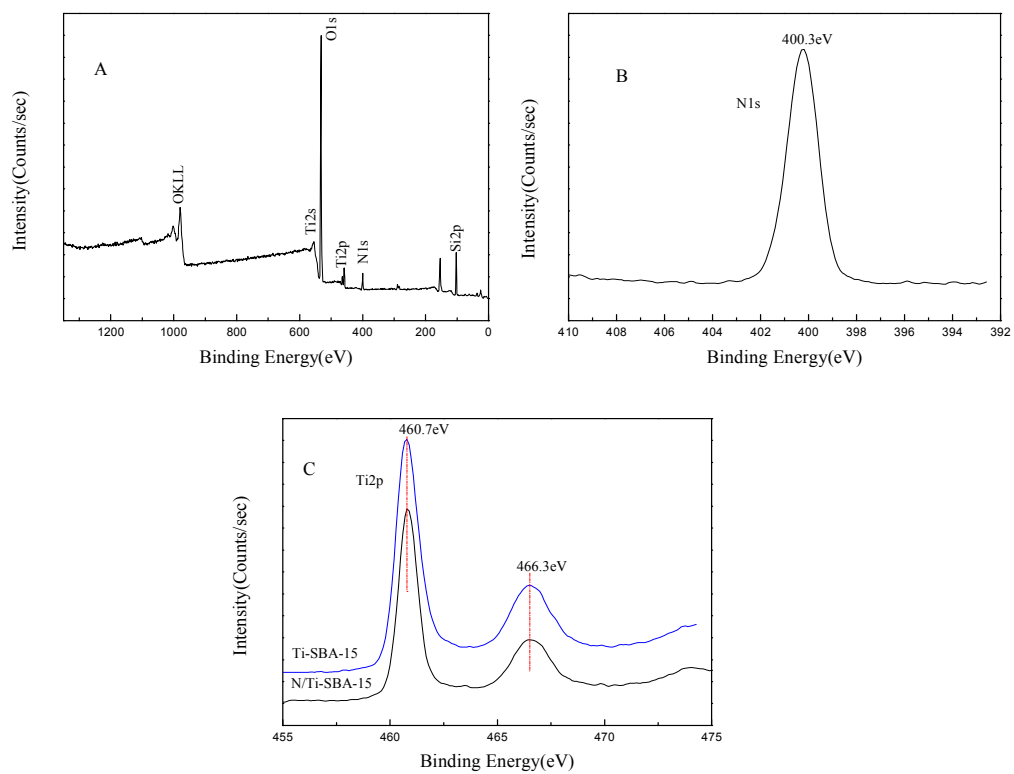 A
OKLL
Ti2s
O1s
Ti2p
N1s
Si2p
Intensity(Counts/sec)
1200 1000 800 600 400 200 0
Binding Energy(eV)
400.3eV
B
N1s
Intensity(Counts/sec)
410 408 406 404 402 400 398 396 394 392
Binding Energy(eV)
460.7eV
C
Ti2p
466.3eV
Ti-SBA-15
N/Ti-SBA-15
Intensity(Counts/sec)
455 460 465 470 475
Binding Energy(eV)